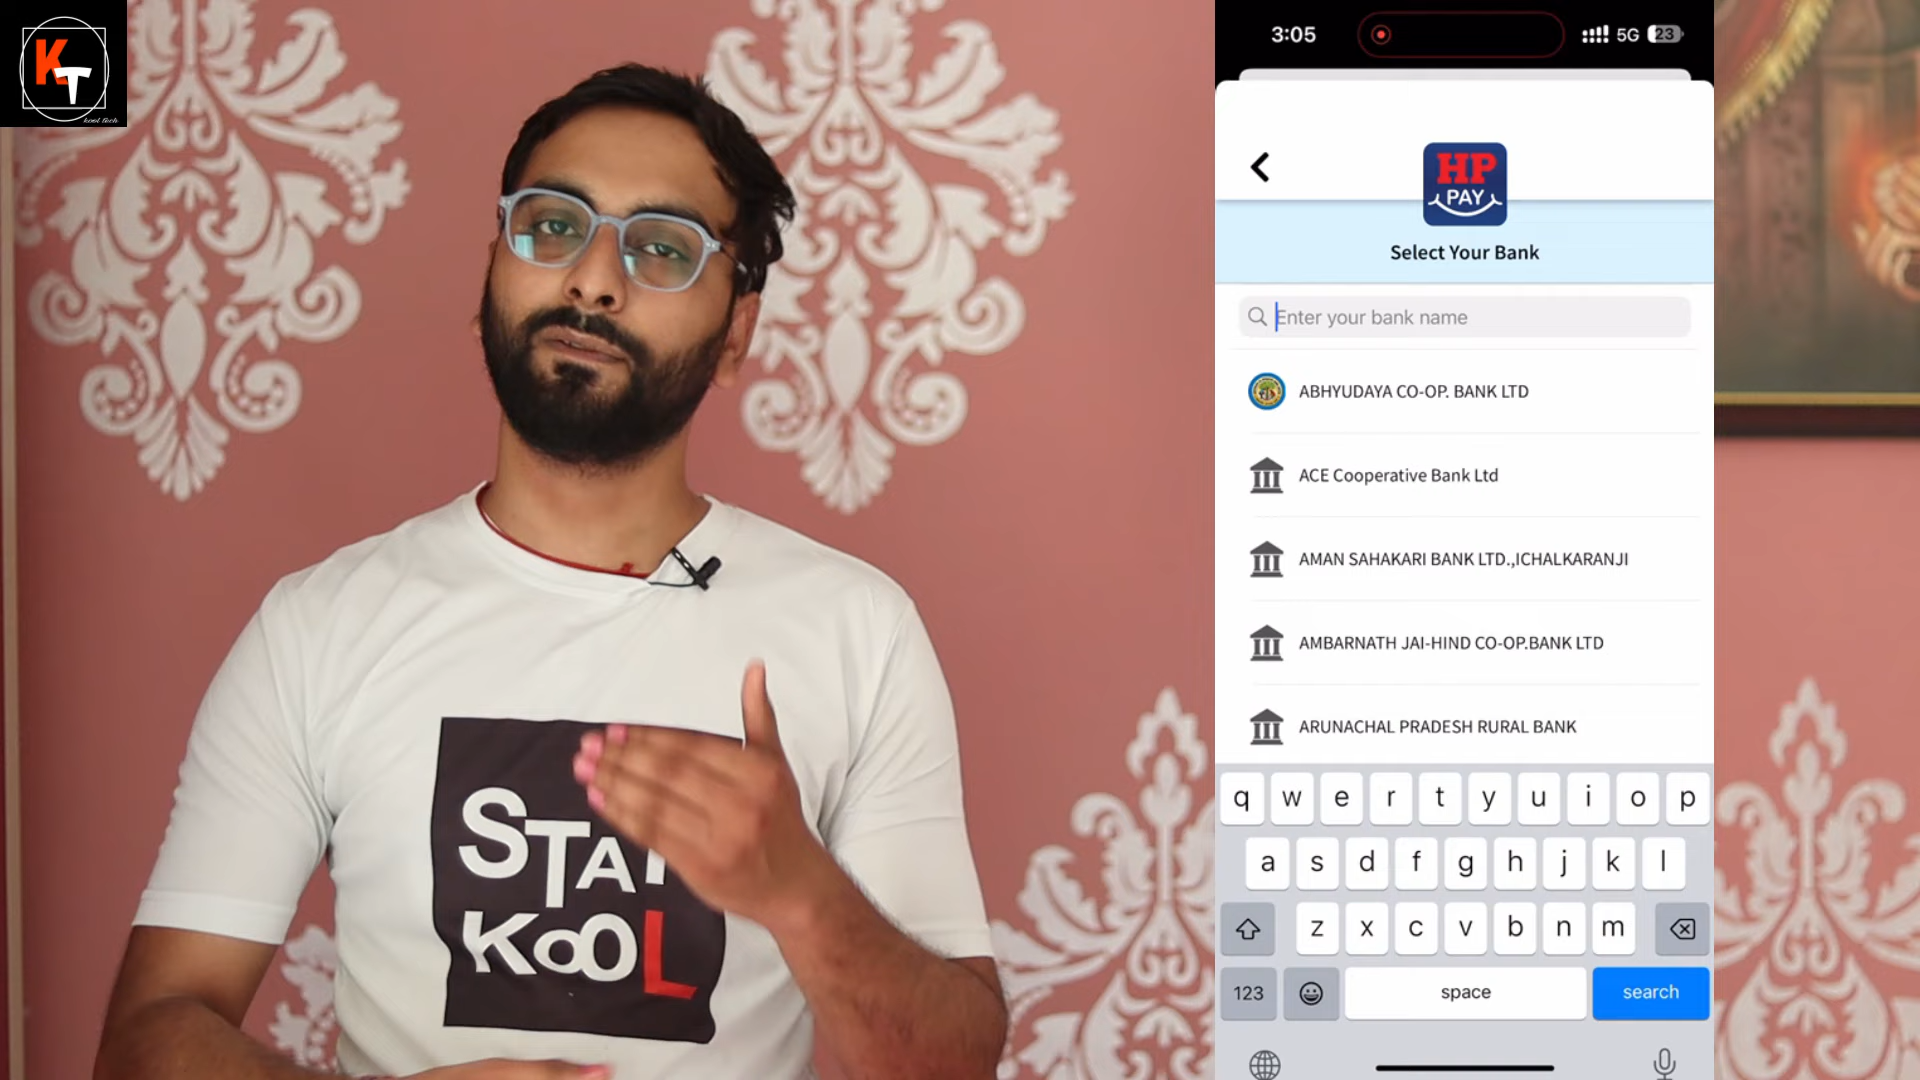 KT
kool tech
STA
KOOL
3:05
5G 23
HP
PAY
Select Your Bank
Enter your bank name
ABHYUDAYA CO-OP. BANK LTD
ACE Cooperative Bank Ltd
AMAN SAHAKARI BANK LTD.,ICHALKARANJI
AMBARNATH JAI-HIND CO-OP.BANK LTD
ARUNACHAL PRADESH RURAL BANK
q w e r t y u i o p
a s d f g h j k l
z x c v b n m
123 space search